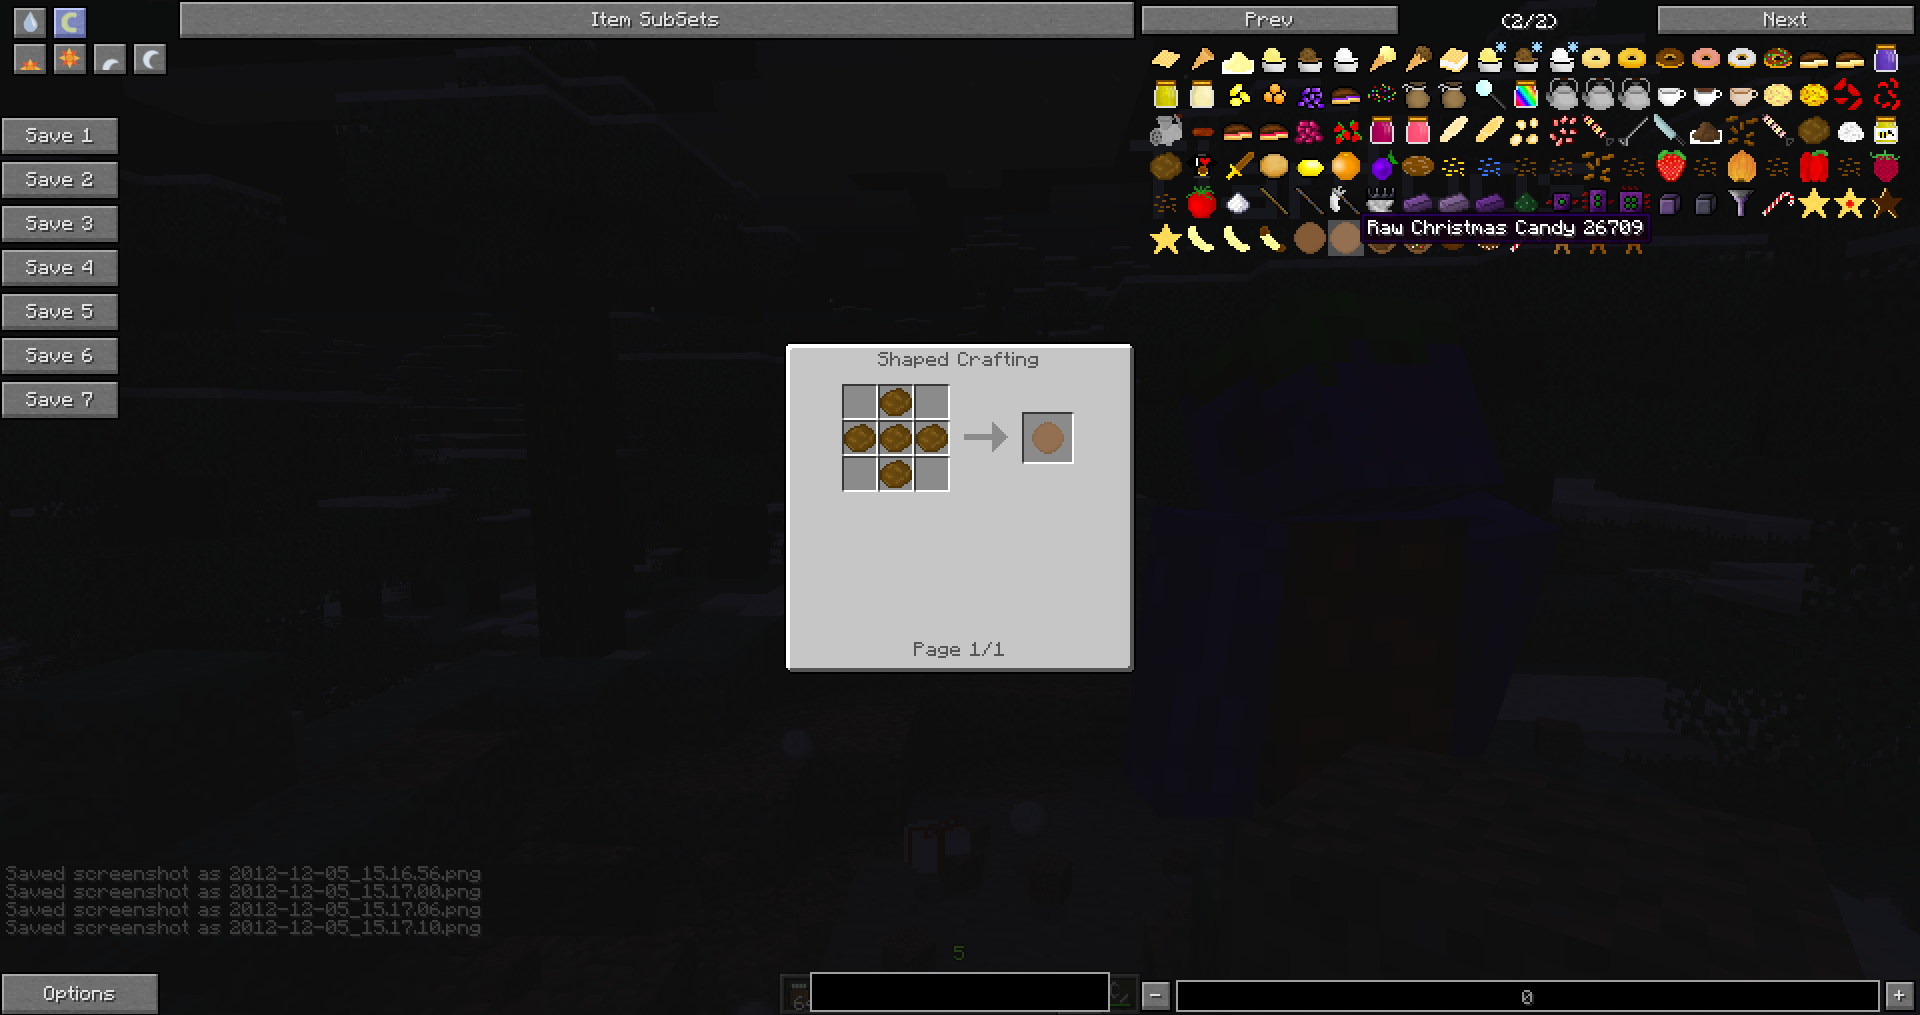 Item SubSets
Prev
(2/2)
Next
Save 1
Save 2
Save 3
Save 4
Save 5
Save 6
Save 7
Raw Christmas Candy 26709
Shaped Crafting
Page 1/1
Saved screenshot as 2012-12-05_15.16.56.png
Saved screenshot as 2012-12-05_15.17.00.png
Saved screenshot as 2012-12-05_15.17.06.png
Saved screenshot as 2012-12-05_15.17.10.png
5
Options
-
0
+